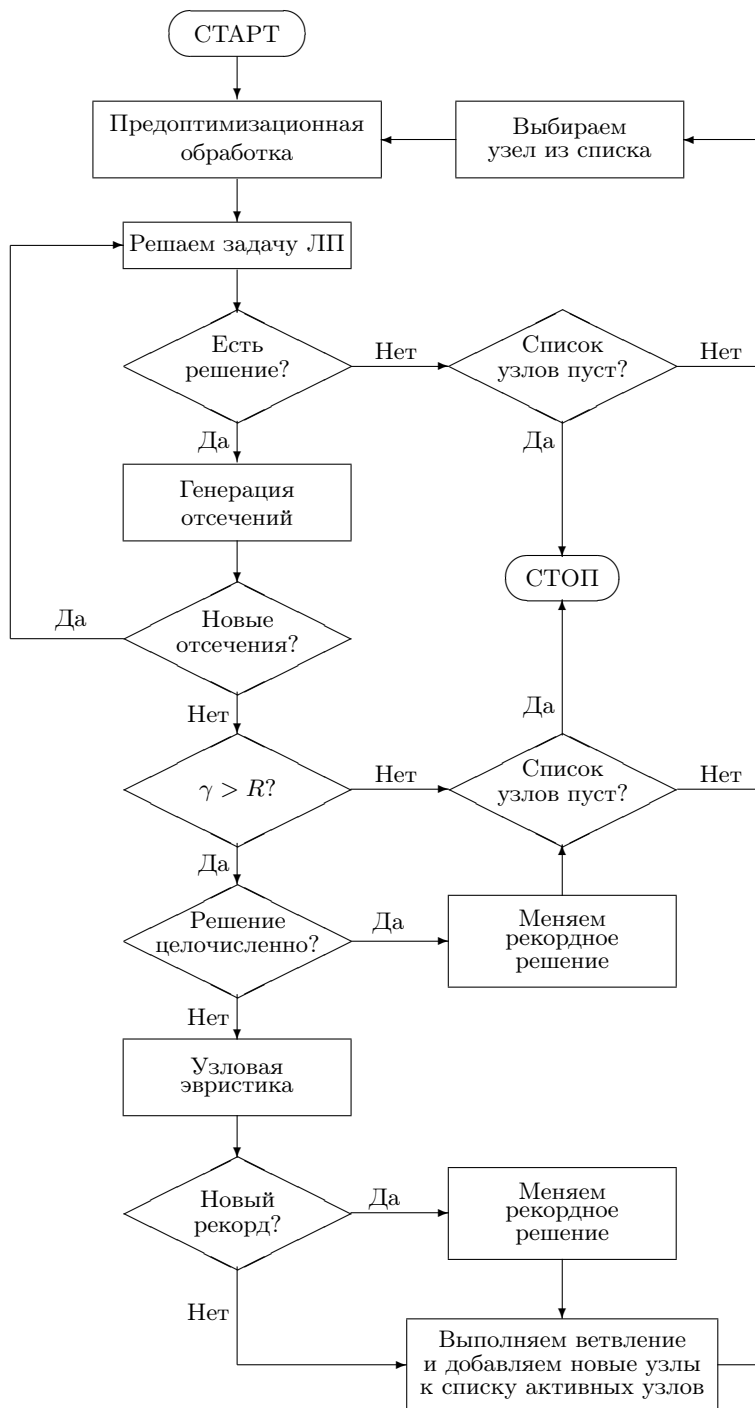 СТАРТ
Предоптимизационная
обработка
Выбираем
узел из списка
Решаем задачу ЛП
Есть
решение?
Нет
Список
узлов пуст?
Нет
Да
Да
Генерация
отсечений
СТОП
Да
Новые
отсечения?
Нет
Да
γ > R?
Нет
Список
узлов пуст?
Нет
Да
Решение
целочисленно?
Да
Меняем
рекордное
решение
Нет
Узловая
эвристика
Новый
рекорд?
Да
Меняем
рекордное
решение
Нет
Выполняем ветвление
и добавляем новые узлы
к списку активных узлов